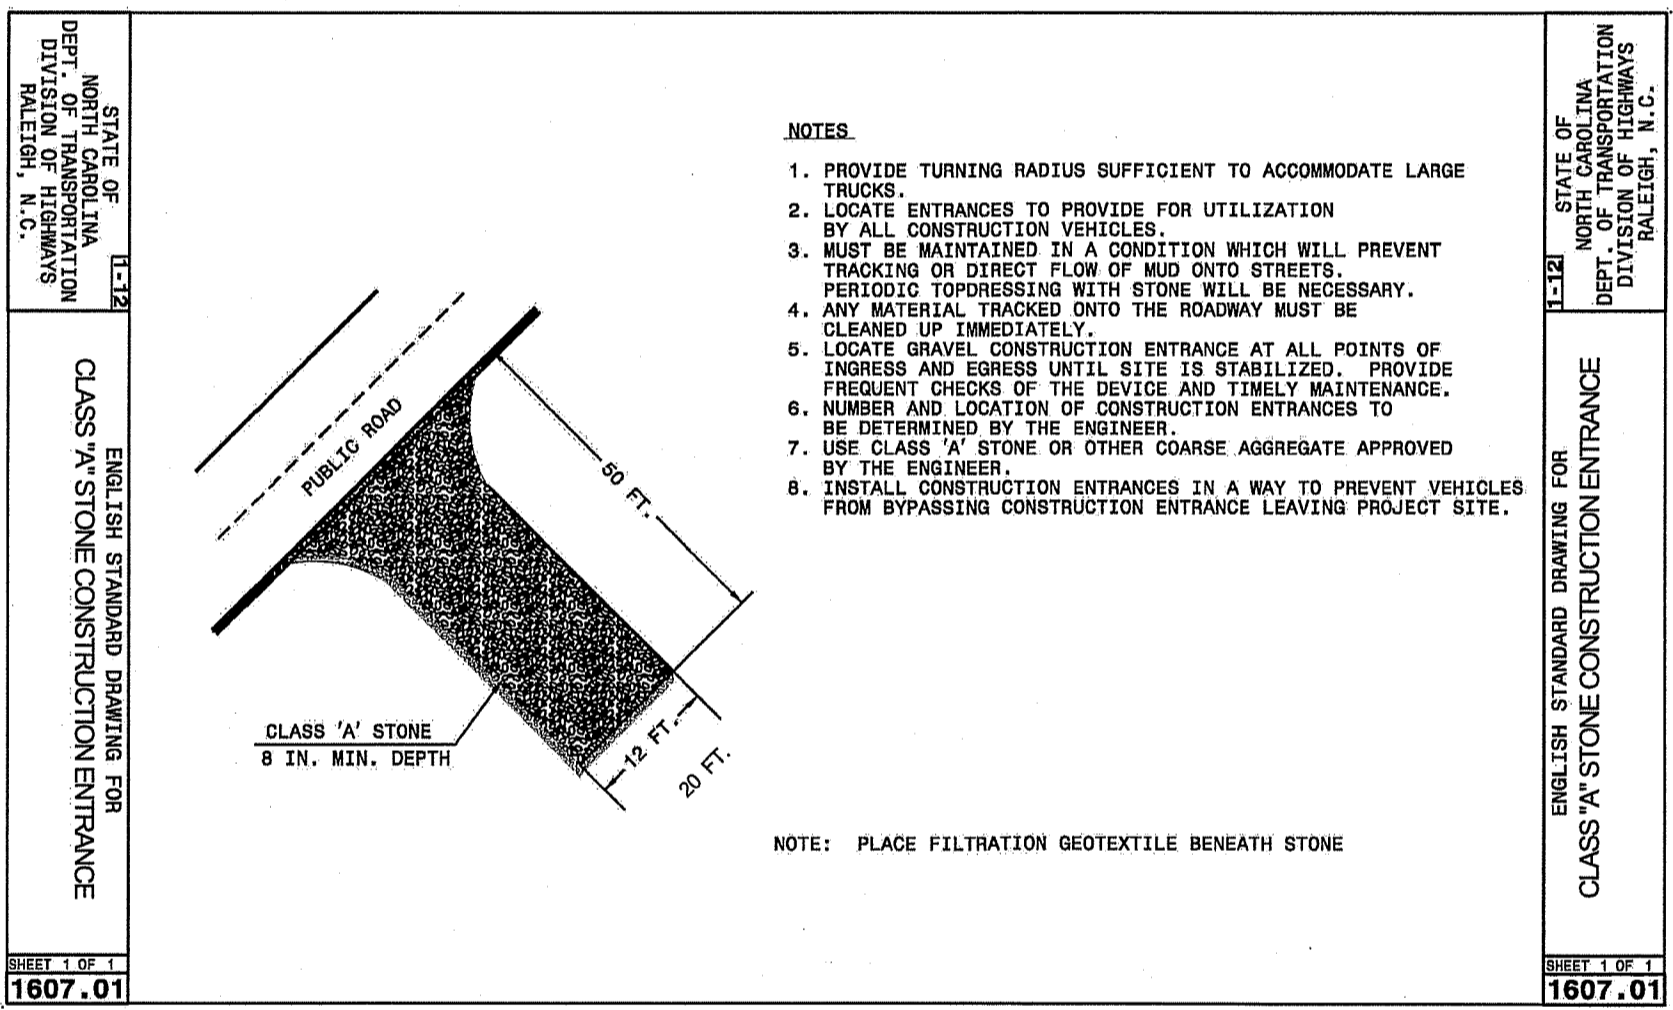 STATE OF
NORTH CAROLINA
DEPT. OF TRANSPORTATION
DIVISION OF HIGHWAYS
RALEIGH, N.C.
1-12
ENGLISH STANDARD DRAWING FOR
CLASS "A" STONE CONSTRUCTION ENTRANCE
SHEET 1 OF 1
1607.01
PUBLIC ROAD
50 FT.
12 FT.
20 FT.
CLASS 'A' STONE
8 IN. MIN. DEPTH
NOTES
1. PROVIDE TURNING RADIUS SUFFICIENT TO ACCOMMODATE LARGE
TRUCKS.
2. LOCATE ENTRANCES TO PROVIDE FOR UTILIZATION
BY ALL CONSTRUCTION VEHICLES.
3. MUST BE MAINTAINED IN A CONDITION WHICH WILL PREVENT
TRACKING OR DIRECT FLOW OF MUD ONTO STREETS.
PERIODIC TOPDRESSING WITH STONE WILL BE NECESSARY.
4. ANY MATERIAL TRACKED ONTO THE ROADWAY MUST BE
CLEANED UP IMMEDIATELY.
5. LOCATE GRAVEL CONSTRUCTION ENTRANCE AT ALL POINTS OF
INGRESS AND EGRESS UNTIL SITE IS STABILIZED. PROVIDE
FREQUENT CHECKS OF THE DEVICE AND TIMELY MAINTENANCE.
6. NUMBER AND LOCATION OF CONSTRUCTION ENTRANCES TO
BE DETERMINED BY THE ENGINEER.
7. USE CLASS 'A' STONE OR OTHER COARSE AGGREGATE APPROVED
BY THE ENGINEER.
8. INSTALL CONSTRUCTION ENTRANCES IN A WAY TO PREVENT VEHICLES
FROM BYPASSING CONSTRUCTION ENTRANCE LEAVING PROJECT SITE.
NOTE: PLACE FILTRATION GEOTEXTILE BENEATH STONE
STATE OF
NORTH CAROLINA
DEPT. OF TRANSPORTATION
DIVISION OF HIGHWAYS
RALEIGH, N.C.
1-12
ENGLISH STANDARD DRAWING FOR
CLASS "A" STONE CONSTRUCTION ENTRANCE
SHEET 1 OF 1
1607.01